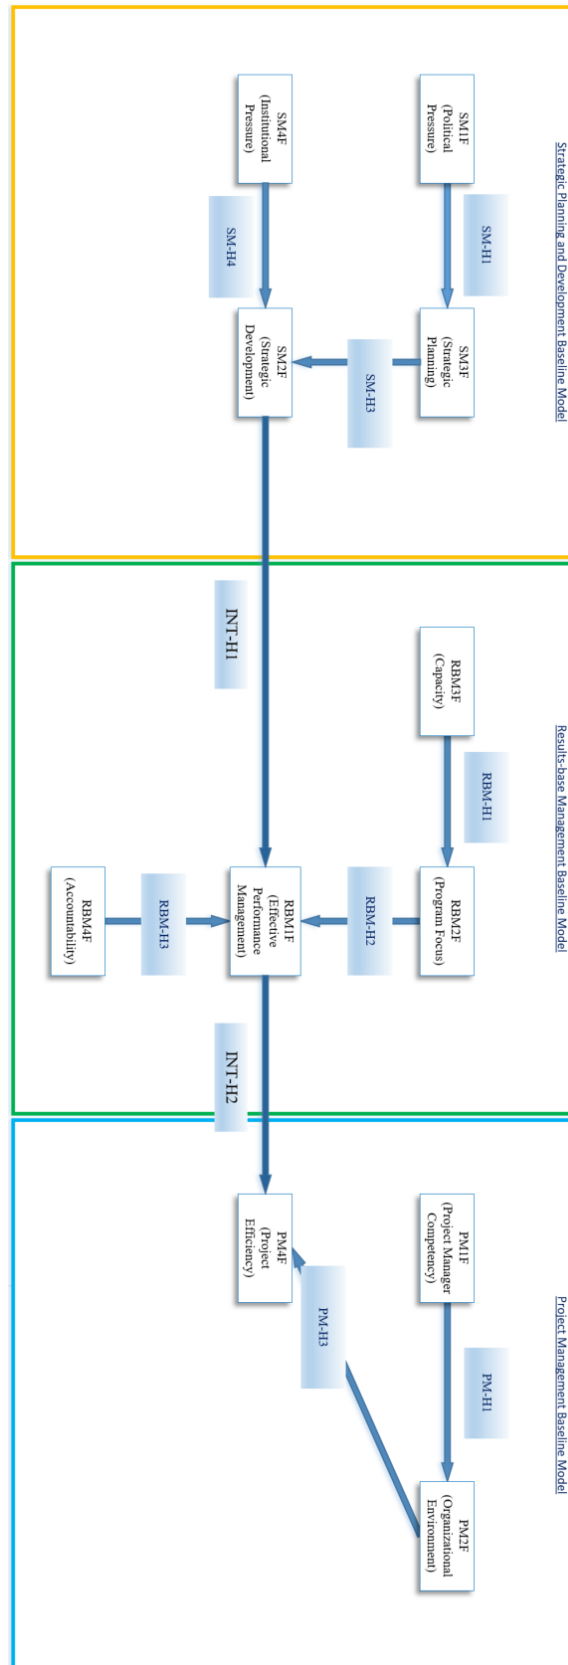 Strategic Planning and Development Baseline Model
SM1F
(Political
Pressure)
SM-H1
SM3F
(Strategic
Planning)
SM-H3
SM4F
(Institutional
Pressure)
SM-H4
SM2F
(Strategic
Development)
INT-H1
Results-base Management Baseline Model
RBM3F
(Capacity)
RBM-H1
RBM2F
(Program Focus)
RBM-H2
RBM1F
(Effective
Performance
Management)
RBM-H3
RBM4F
(Accountability)
INT-H2
Project Management Baseline Model
PM1F
(Project Manager
Competency)
PM-H1
PM2F
(Organizational
Environment)
PM-H3
PM4F
(Project
Efficiency)